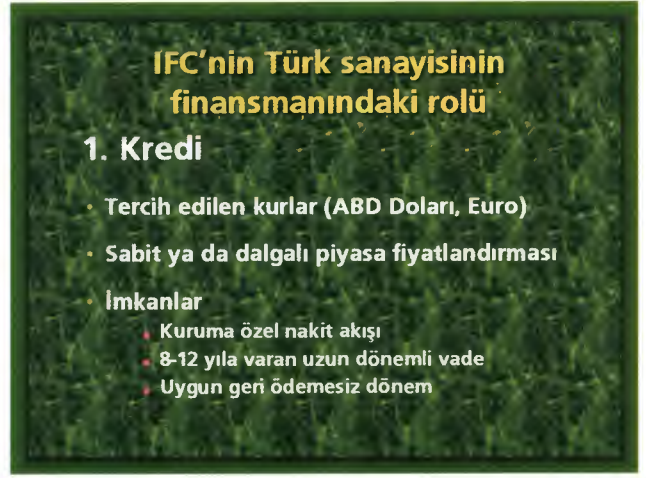 IFC'nin Türk sanayisinin
finansmanındaki rolü
1. Kredi
• Tercih edilen kurlar (ABD Doları, Euro)
• Sabit ya da dalgalı piyasa fiyatlandırması
• İmkanlar
• Kuruma özel nakit akışı
• 8-12 yıla varan uzun dönemli vade
• Uygun geri ödemesiz dönem